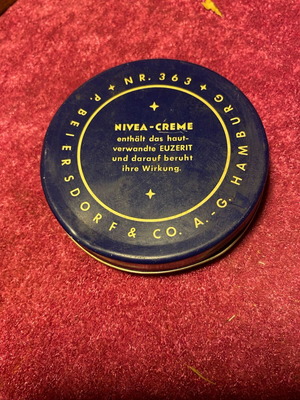 NIVEA-CREME
enthält das haut-
verwandte EUZERIT
und darauf beruht
ihre Wirkung.
+ NR. 363 +
P. BEIERSDORF & CO. A.-G. HAMBURG